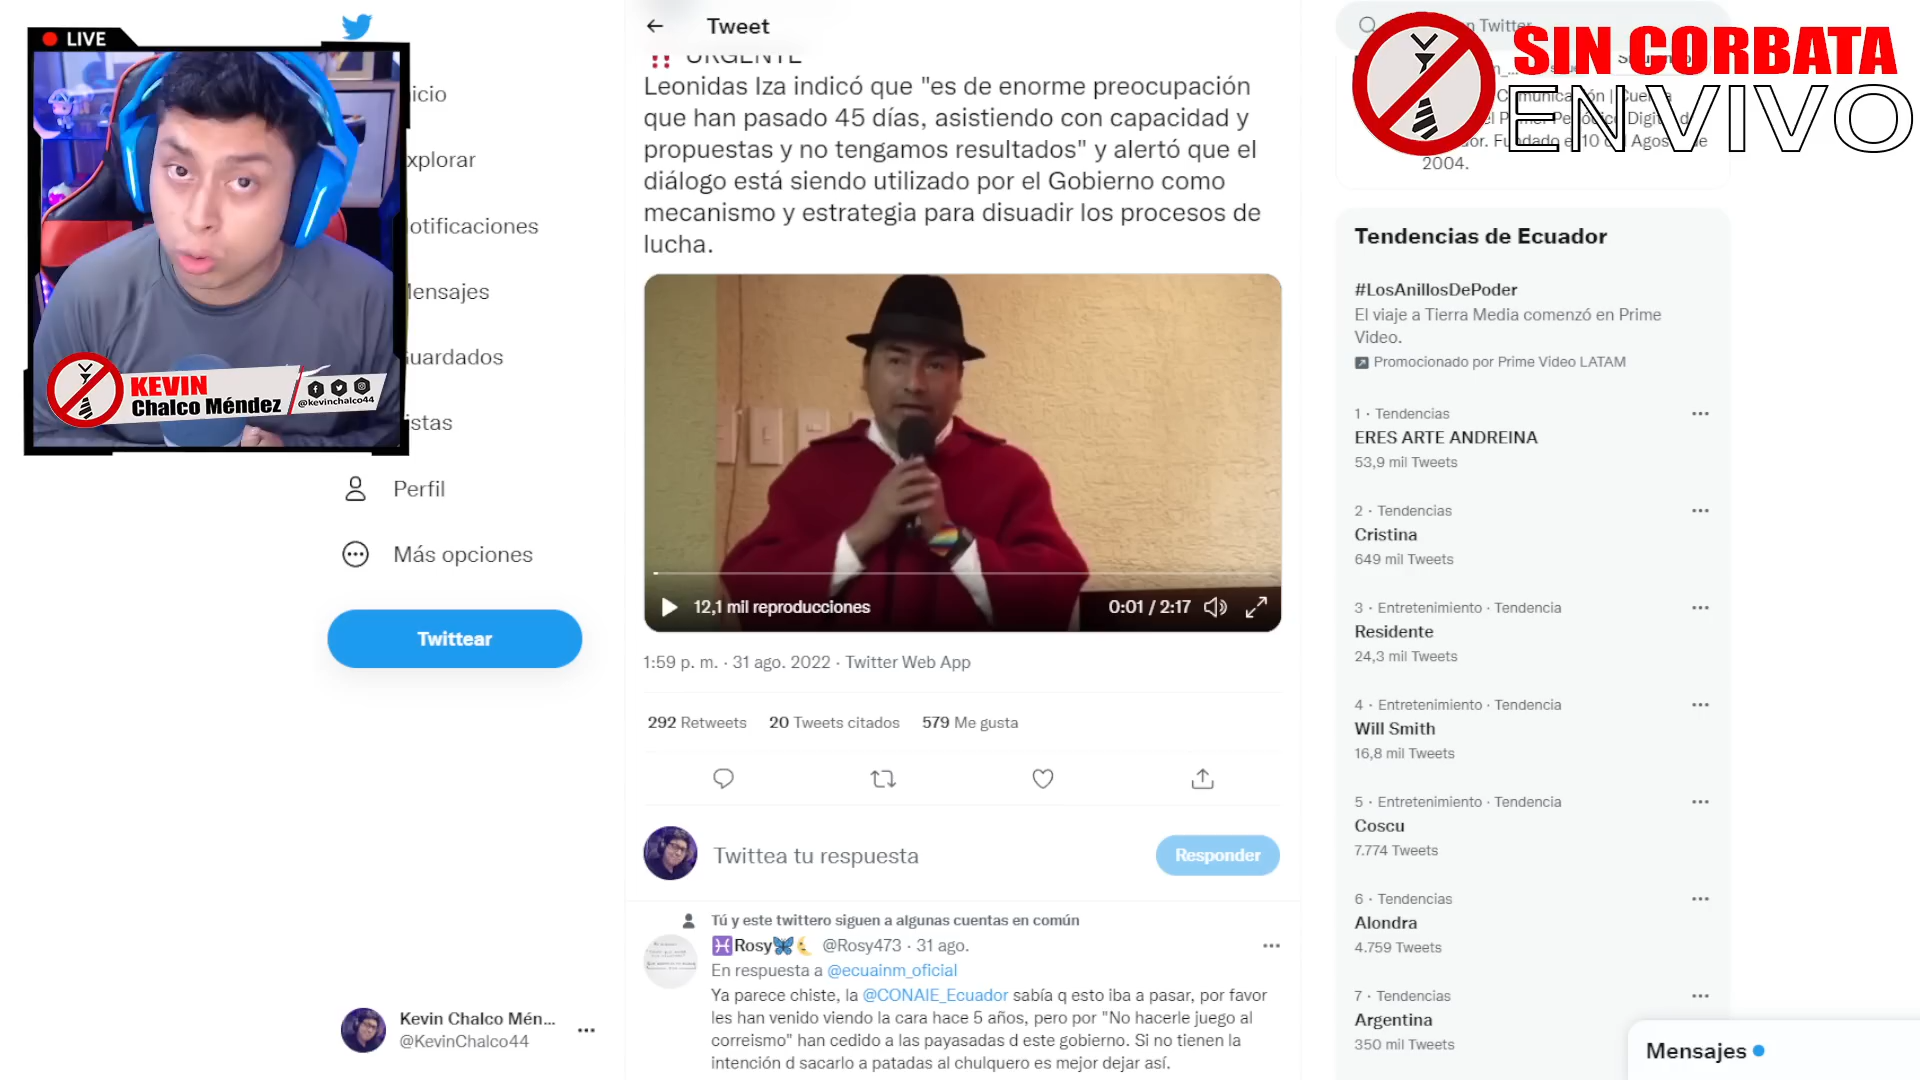 LIVE
KEVIN
Chalco Méndez
@kevinchalco44
icio
xplorar
otificaciones
ensajes
uardados
istas
Perfil
Más opciones
Twittear
Kevin Chalco Mén...
@KevinChalco44
Tweet
URGENTE
Leonidas Iza indicó que "es de enorme preocupación
que han pasado 45 días, asistiendo con capacidad y
propuestas y no tengamos resultados" y alertó que el
diálogo está siendo utilizado por el Gobierno como
mecanismo y estrategia para disuadir los procesos de
lucha.
12,1 mil reproducciones
0:01 / 2:17
1:59 p. m. · 31 ago. 2022 · Twitter Web App
292 Retweets 20 Tweets citados 579 Me gusta
Twittea tu respuesta
Responder
Tú y este twittero siguen a algunas cuentas en común
Rosy @Rosy473 · 31 ago.
En respuesta a @ecuainm_oficial
Ya parece chiste, la @CONAIE_Ecuador sabía q esto iba a pasar, por favor
les han venido viendo la cara hace 5 años, pero por "No hacerle juego al
correismo" han cedido a las payasadas d este gobierno. Si no tienen la
intención d sacarlo a patadas al chulquero es mejor dejar así.
n Twitter
SIN CORBATA
EN VIVO
2004.
Tendencias de Ecuador
#LosAnillosDePoder
El viaje a Tierra Media comenzó en Prime
Video.
Promocionado por Prime Video LATAM
1 · Tendencias
ERES ARTE ANDREINA
53,9 mil Tweets
2 · Tendencias
Cristina
649 mil Tweets
3 · Entretenimiento · Tendencia
Residente
24,3 mil Tweets
4 · Entretenimiento · Tendencia
Will Smith
16,8 mil Tweets
5 · Entretenimiento · Tendencia
Coscu
7.774 Tweets
6 · Tendencias
Alondra
4.759 Tweets
7 · Tendencias
Argentina
350 mil Tweets
Mensajes